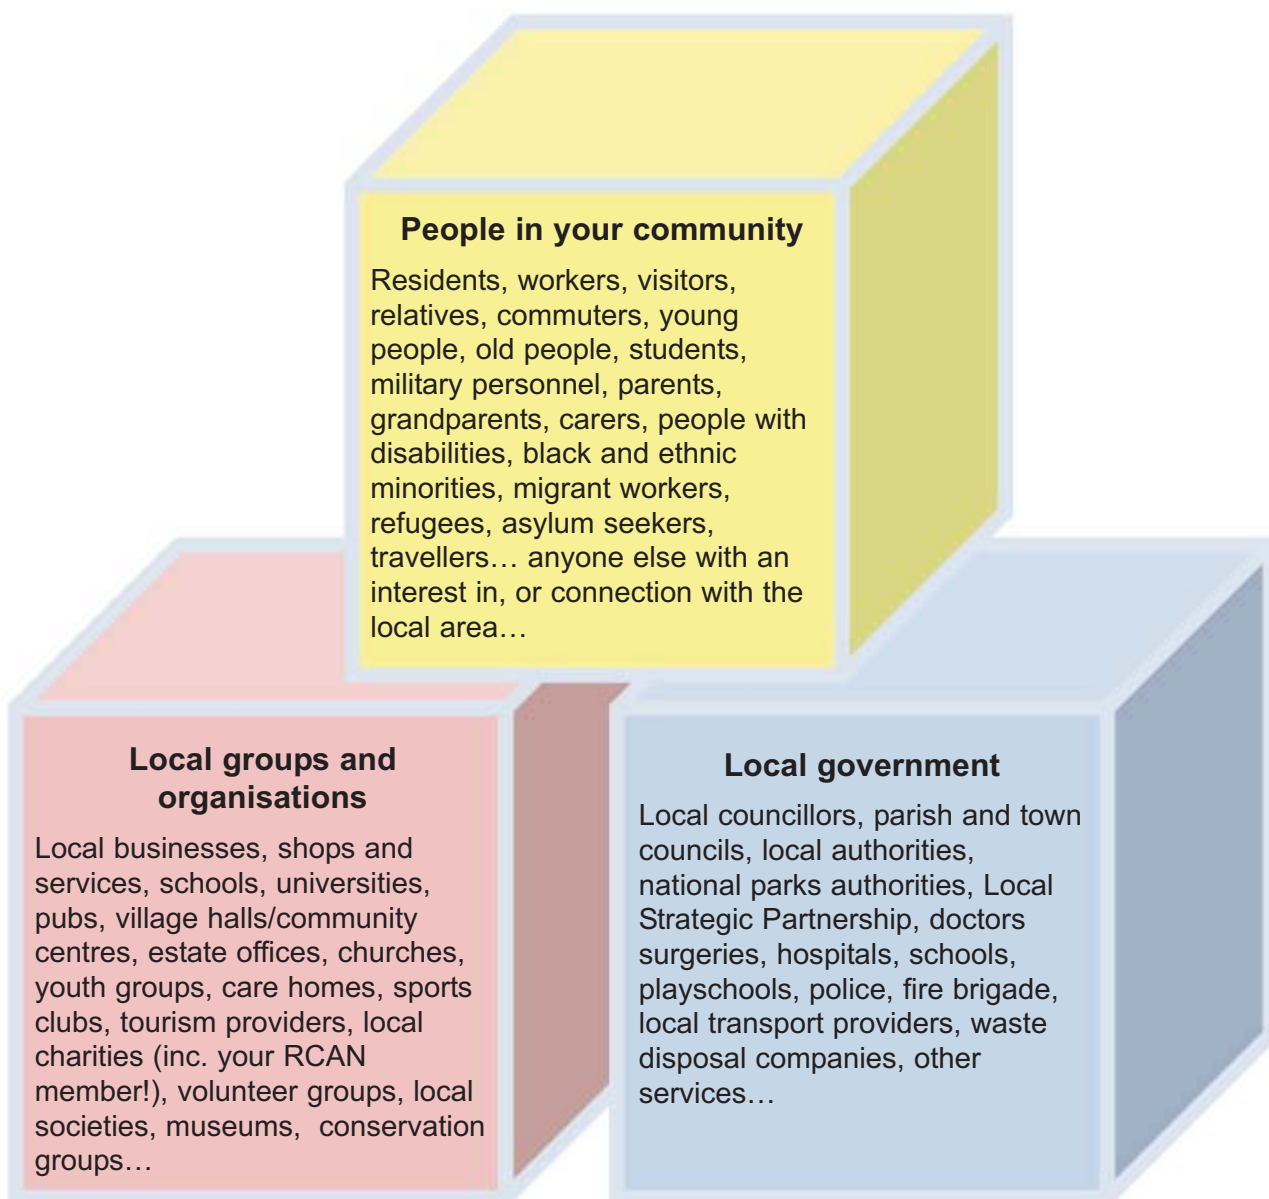 People in your community
Residents, workers, visitors,
relatives, commuters, young
people, old people, students,
military personnel, parents,
grandparents, carers, people with
disabilities, black and ethnic
minorities, migrant workers,
refugees, asylum seekers,
travellers… anyone else with an
interest in, or connection with the
local area…
Local groups and
organisations
Local businesses, shops and
services, schools, universities,
pubs, village halls/community
centres, estate offices, churches,
youth groups, care homes, sports
clubs, tourism providers, local
charities (inc. your RCAN
member!), volunteer groups, local
societies, museums,  conservation
groups…
Local government
Local councillors, parish and town
councils, local authorities,
national parks authorities, Local
Strategic Partnership, doctors
surgeries, hospitals, schools,
playschools, police, fire brigade,
local transport providers, waste
disposal companies, other
services…